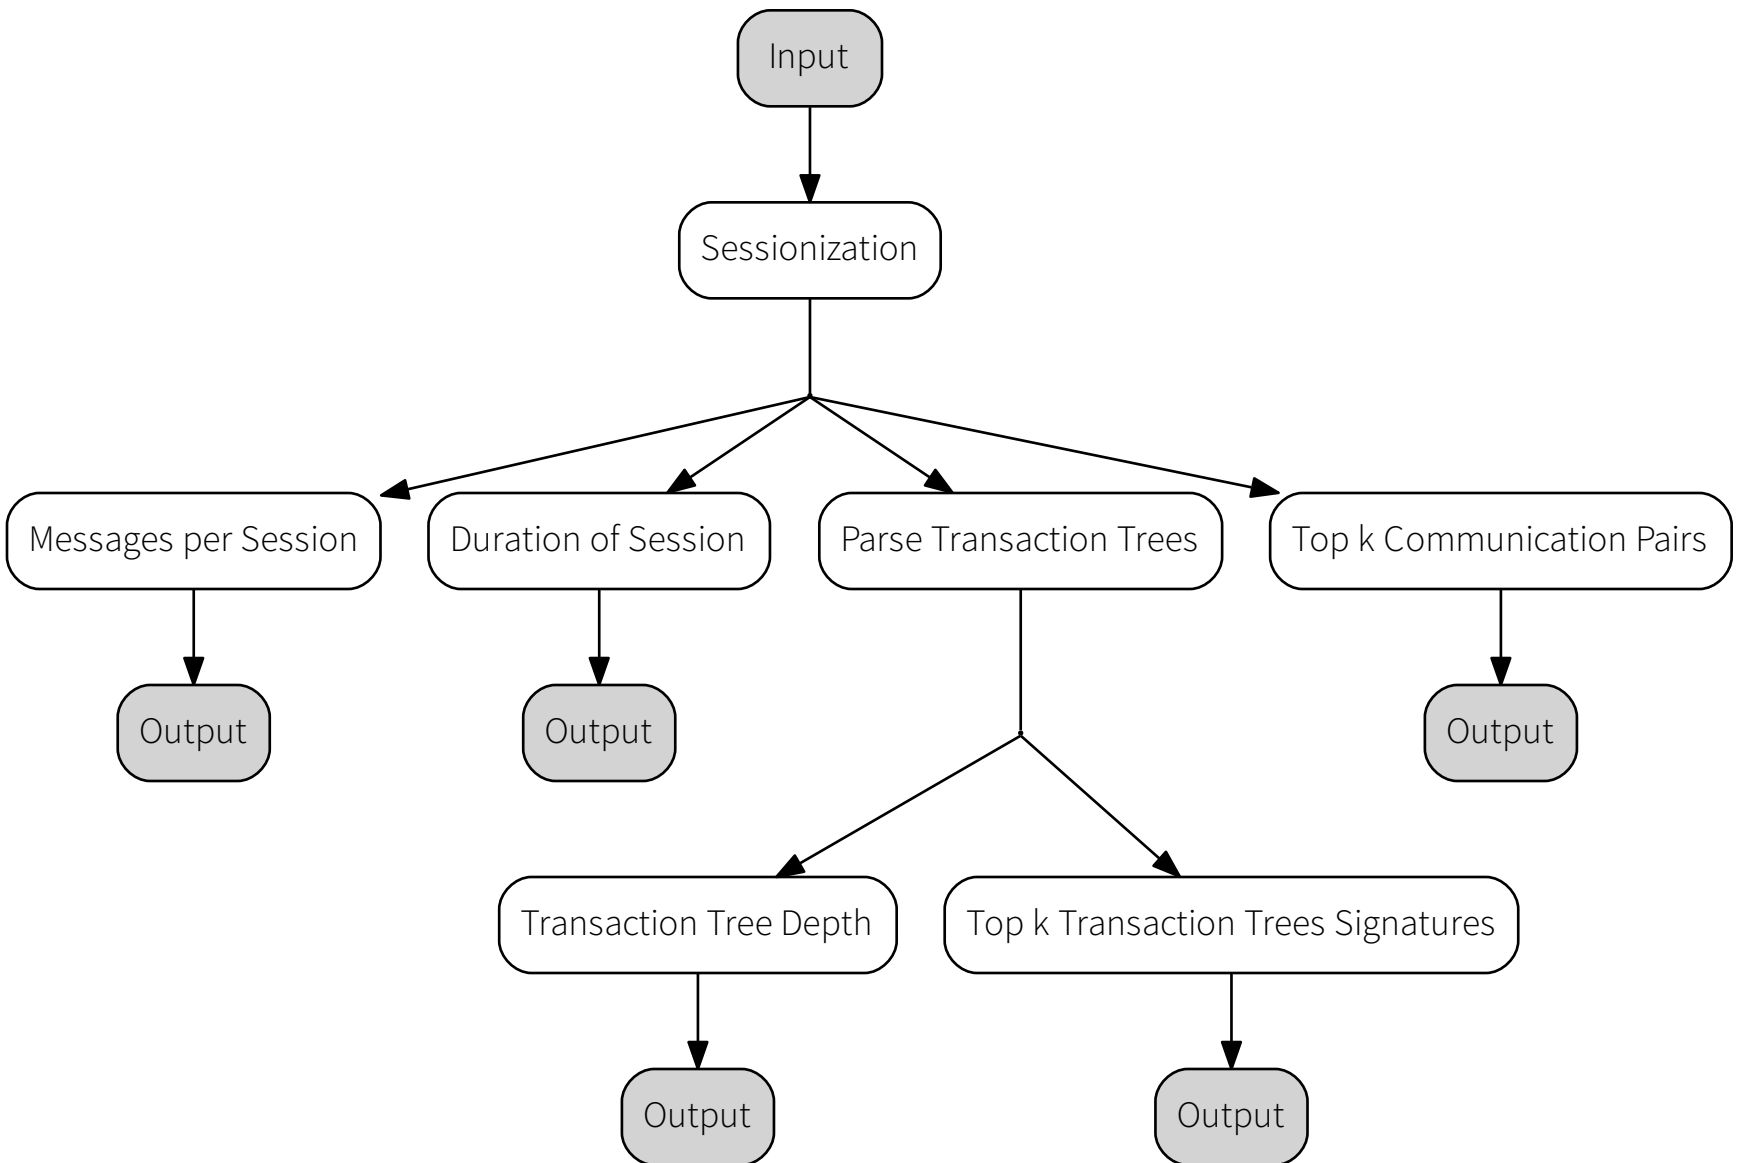 Input
Sessionization
Messages per Session
Duration of Session
Parse Transaction Trees
Top k Communication Pairs
Output
Output
Output
Transaction Tree Depth
Top k Transaction Trees Signatures
Output
Output